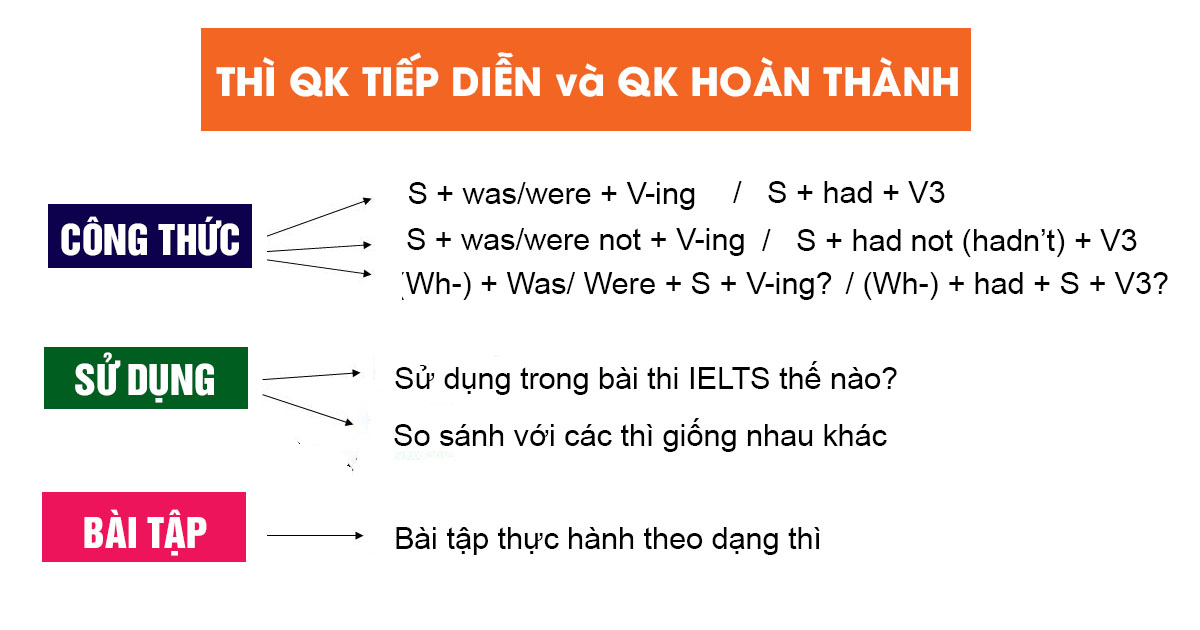 THÌ QK TIẾP DIỄN và QK HOÀN THÀNH
CÔNG THỨC
S + was/were + V-ing / S + had + V3
S + was/were not + V-ing / S + had not (hadn’t) + V3
(Wh-) + Was/ Were + S + V-ing? / (Wh-) + had + S + V3?
SỬ DỤNG
Sử dụng trong bài thi IELTS thế nào?
So sánh với các thì giống nhau khác
BÀI TẬP
Bài tập thực hành theo dạng thì